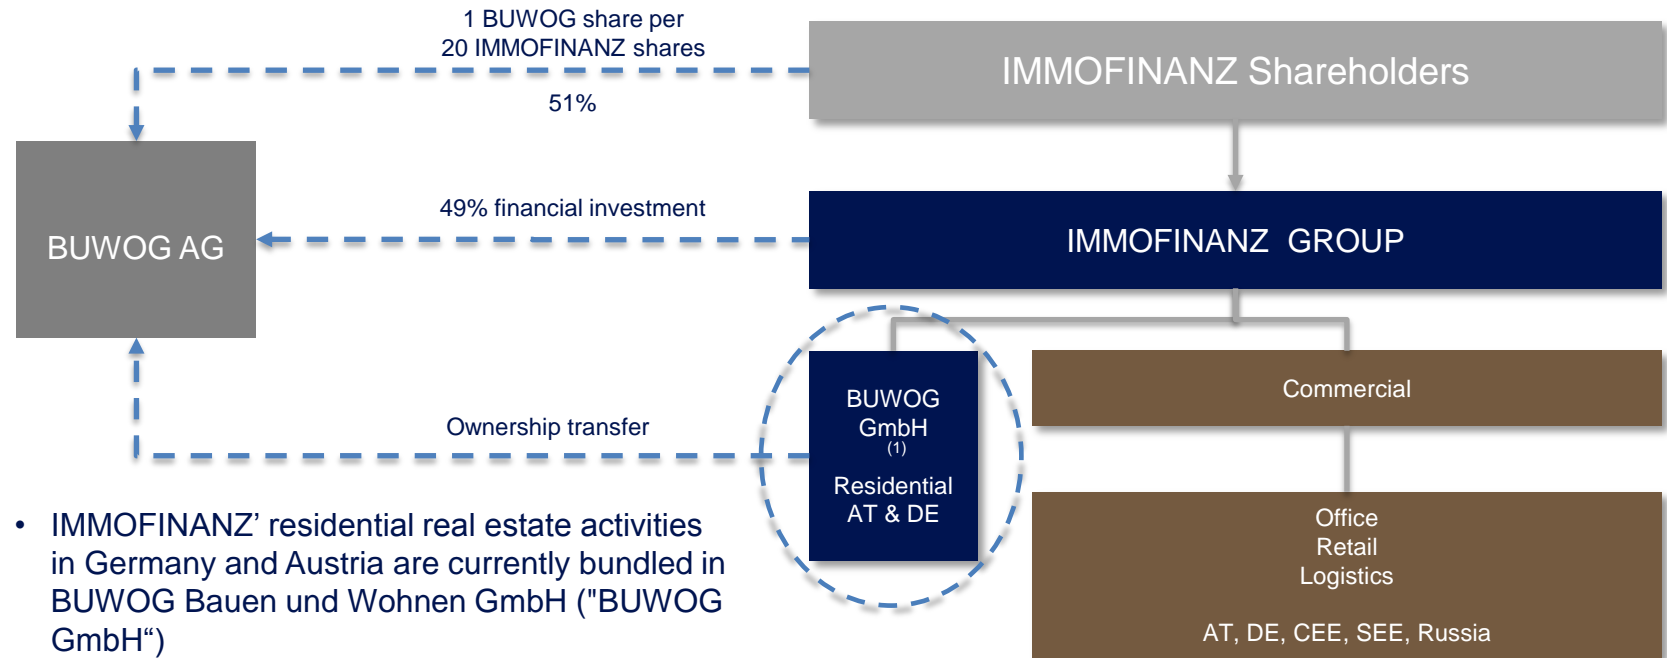 1 BUWOG share per
20 IMMOFINANZ shares
51%
IMMOFINANZ Shareholders
BUWOG AG
49% financial investment
IMMOFINANZ GROUP
Ownership transfer
BUWOG
GmbH
(1)
Residential
AT & DE
Commercial
Office
Retail
Logistics
AT, DE, CEE, SEE, Russia
• IMMOFINANZ’ residential real estate activities
in Germany and Austria are currently bundled in
BUWOG Bauen und Wohnen GmbH ("BUWOG
GmbH“)